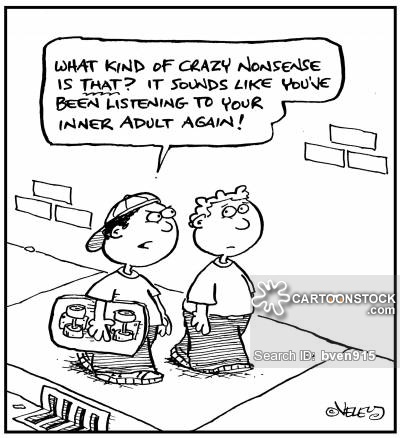 WHAT KIND OF CRAZY NONSENSE
IS THAT? IT SOUNDS LIKE YOU'VE
BEEN LISTENING TO YOUR
INNER ADULT AGAIN!
CARTOONSTOCK
.com
Search ID: bven915